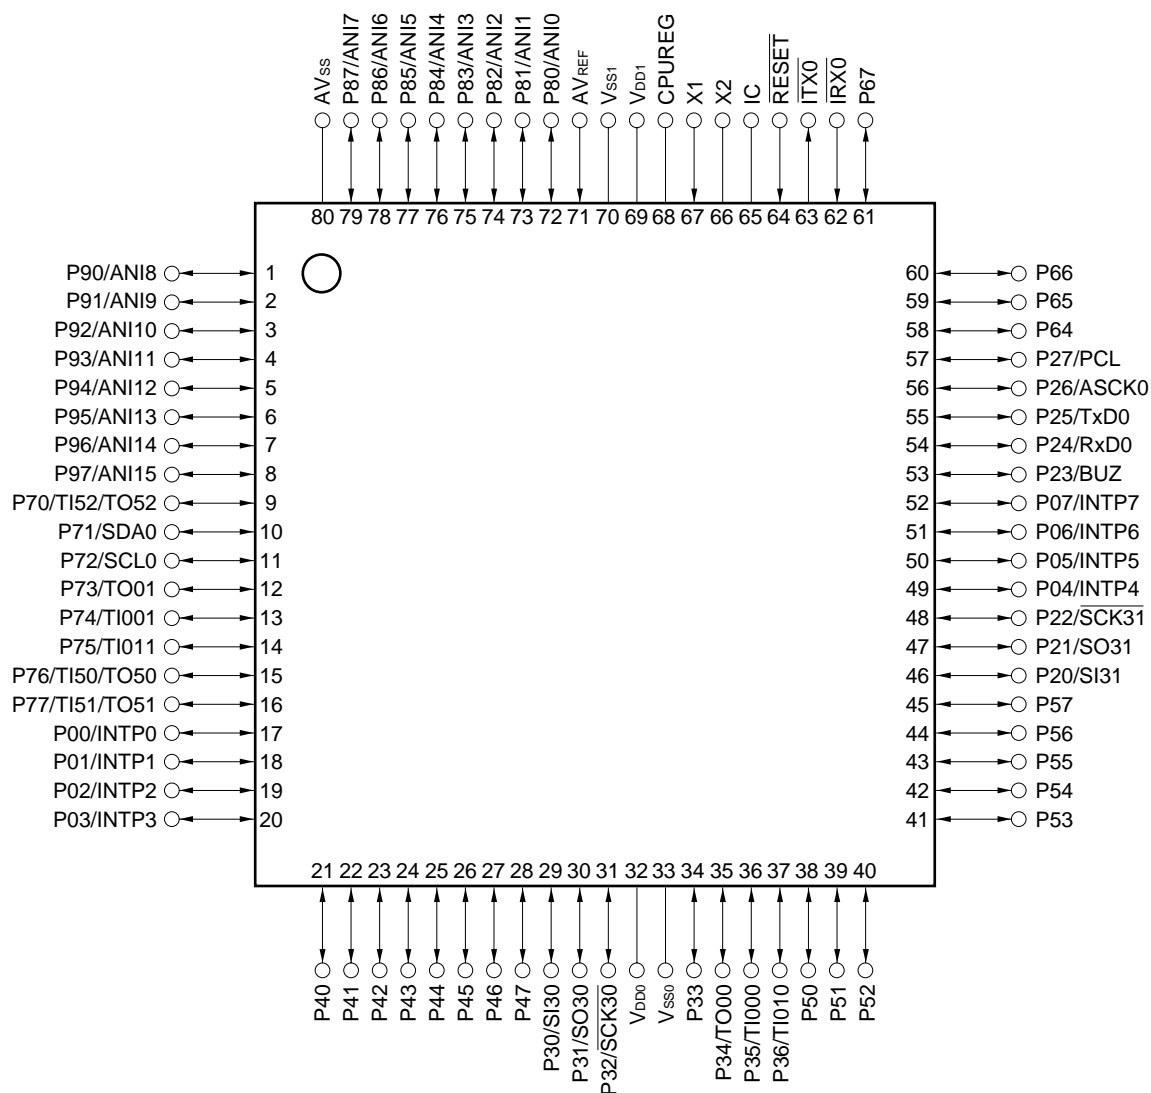 AVSS
P87/ANI7
P86/ANI6
P85/ANI5
P84/ANI4
P83/ANI3
P82/ANI2
P81/ANI1
P80/ANI0
AVREF
VSS1
VDD1
CPUREG
X1
X2
IC
RESET
ITX0
IRX0
P67
80 79 78 77 76 75 74 73 72 71 70 69 68 67 66 65 64 63 62 61
P90/ANI8 1
P91/ANI9 2
P92/ANI10 3
P93/ANI11 4
P94/ANI12 5
P95/ANI13 6
P96/ANI14 7
P97/ANI15 8
P70/TI52/TO52 9
P71/SDA0 10
P72/SCL0 11
P73/TO01 12
P74/TI001 13
P75/TI011 14
P76/TI50/TO50 15
P77/TI51/TO51 16
P00/INTP0 17
P01/INTP1 18
P02/INTP2 19
P03/INTP3 20
60 P66
59 P65
58 P64
57 P27/PCL
56 P26/ASCK0
55 P25/TxD0
54 P24/RxD0
53 P23/BUZ
52 P07/INTP7
51 P06/INTP6
50 P05/INTP5
49 P04/INTP4
48 P22/SCK31
47 P21/SO31
46 P20/SI31
45 P57
44 P56
43 P55
42 P54
41 P53
21 22 23 24 25 26 27 28 29 30 31 32 33 34 35 36 37 38 39 40
P40
P41
P42
P43
P44
P45
P46
P47
P30/SI30
P31/SO30
P32/SCK30
VDD0
VSS0
P33
P34/TO00
P35/TI000
P36/TI010
P50
P51
P52